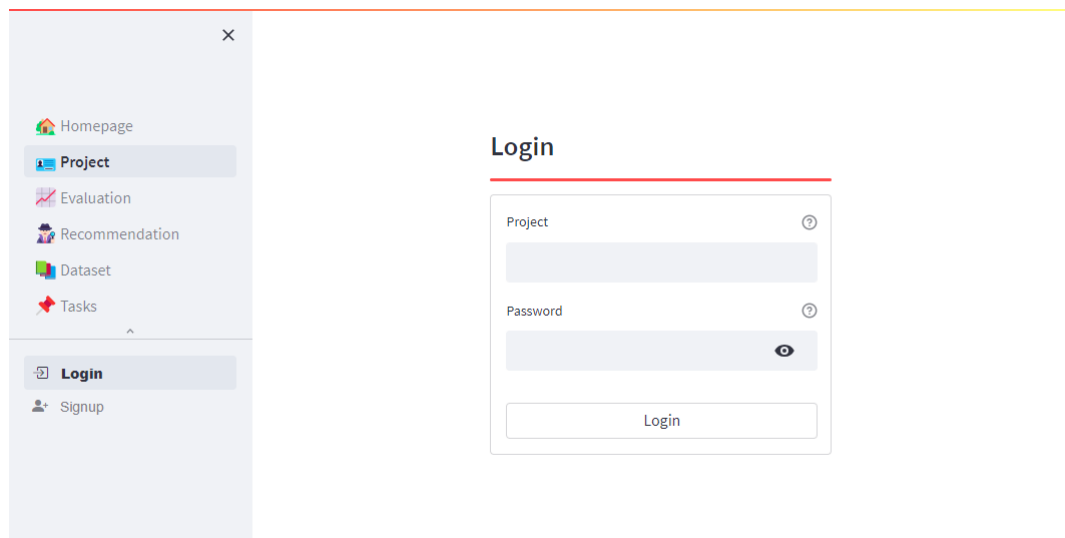 Homepage
Project
Evaluation
Recommendation
Dataset
Tasks
Login
Signup
Login
Project
Password
Login